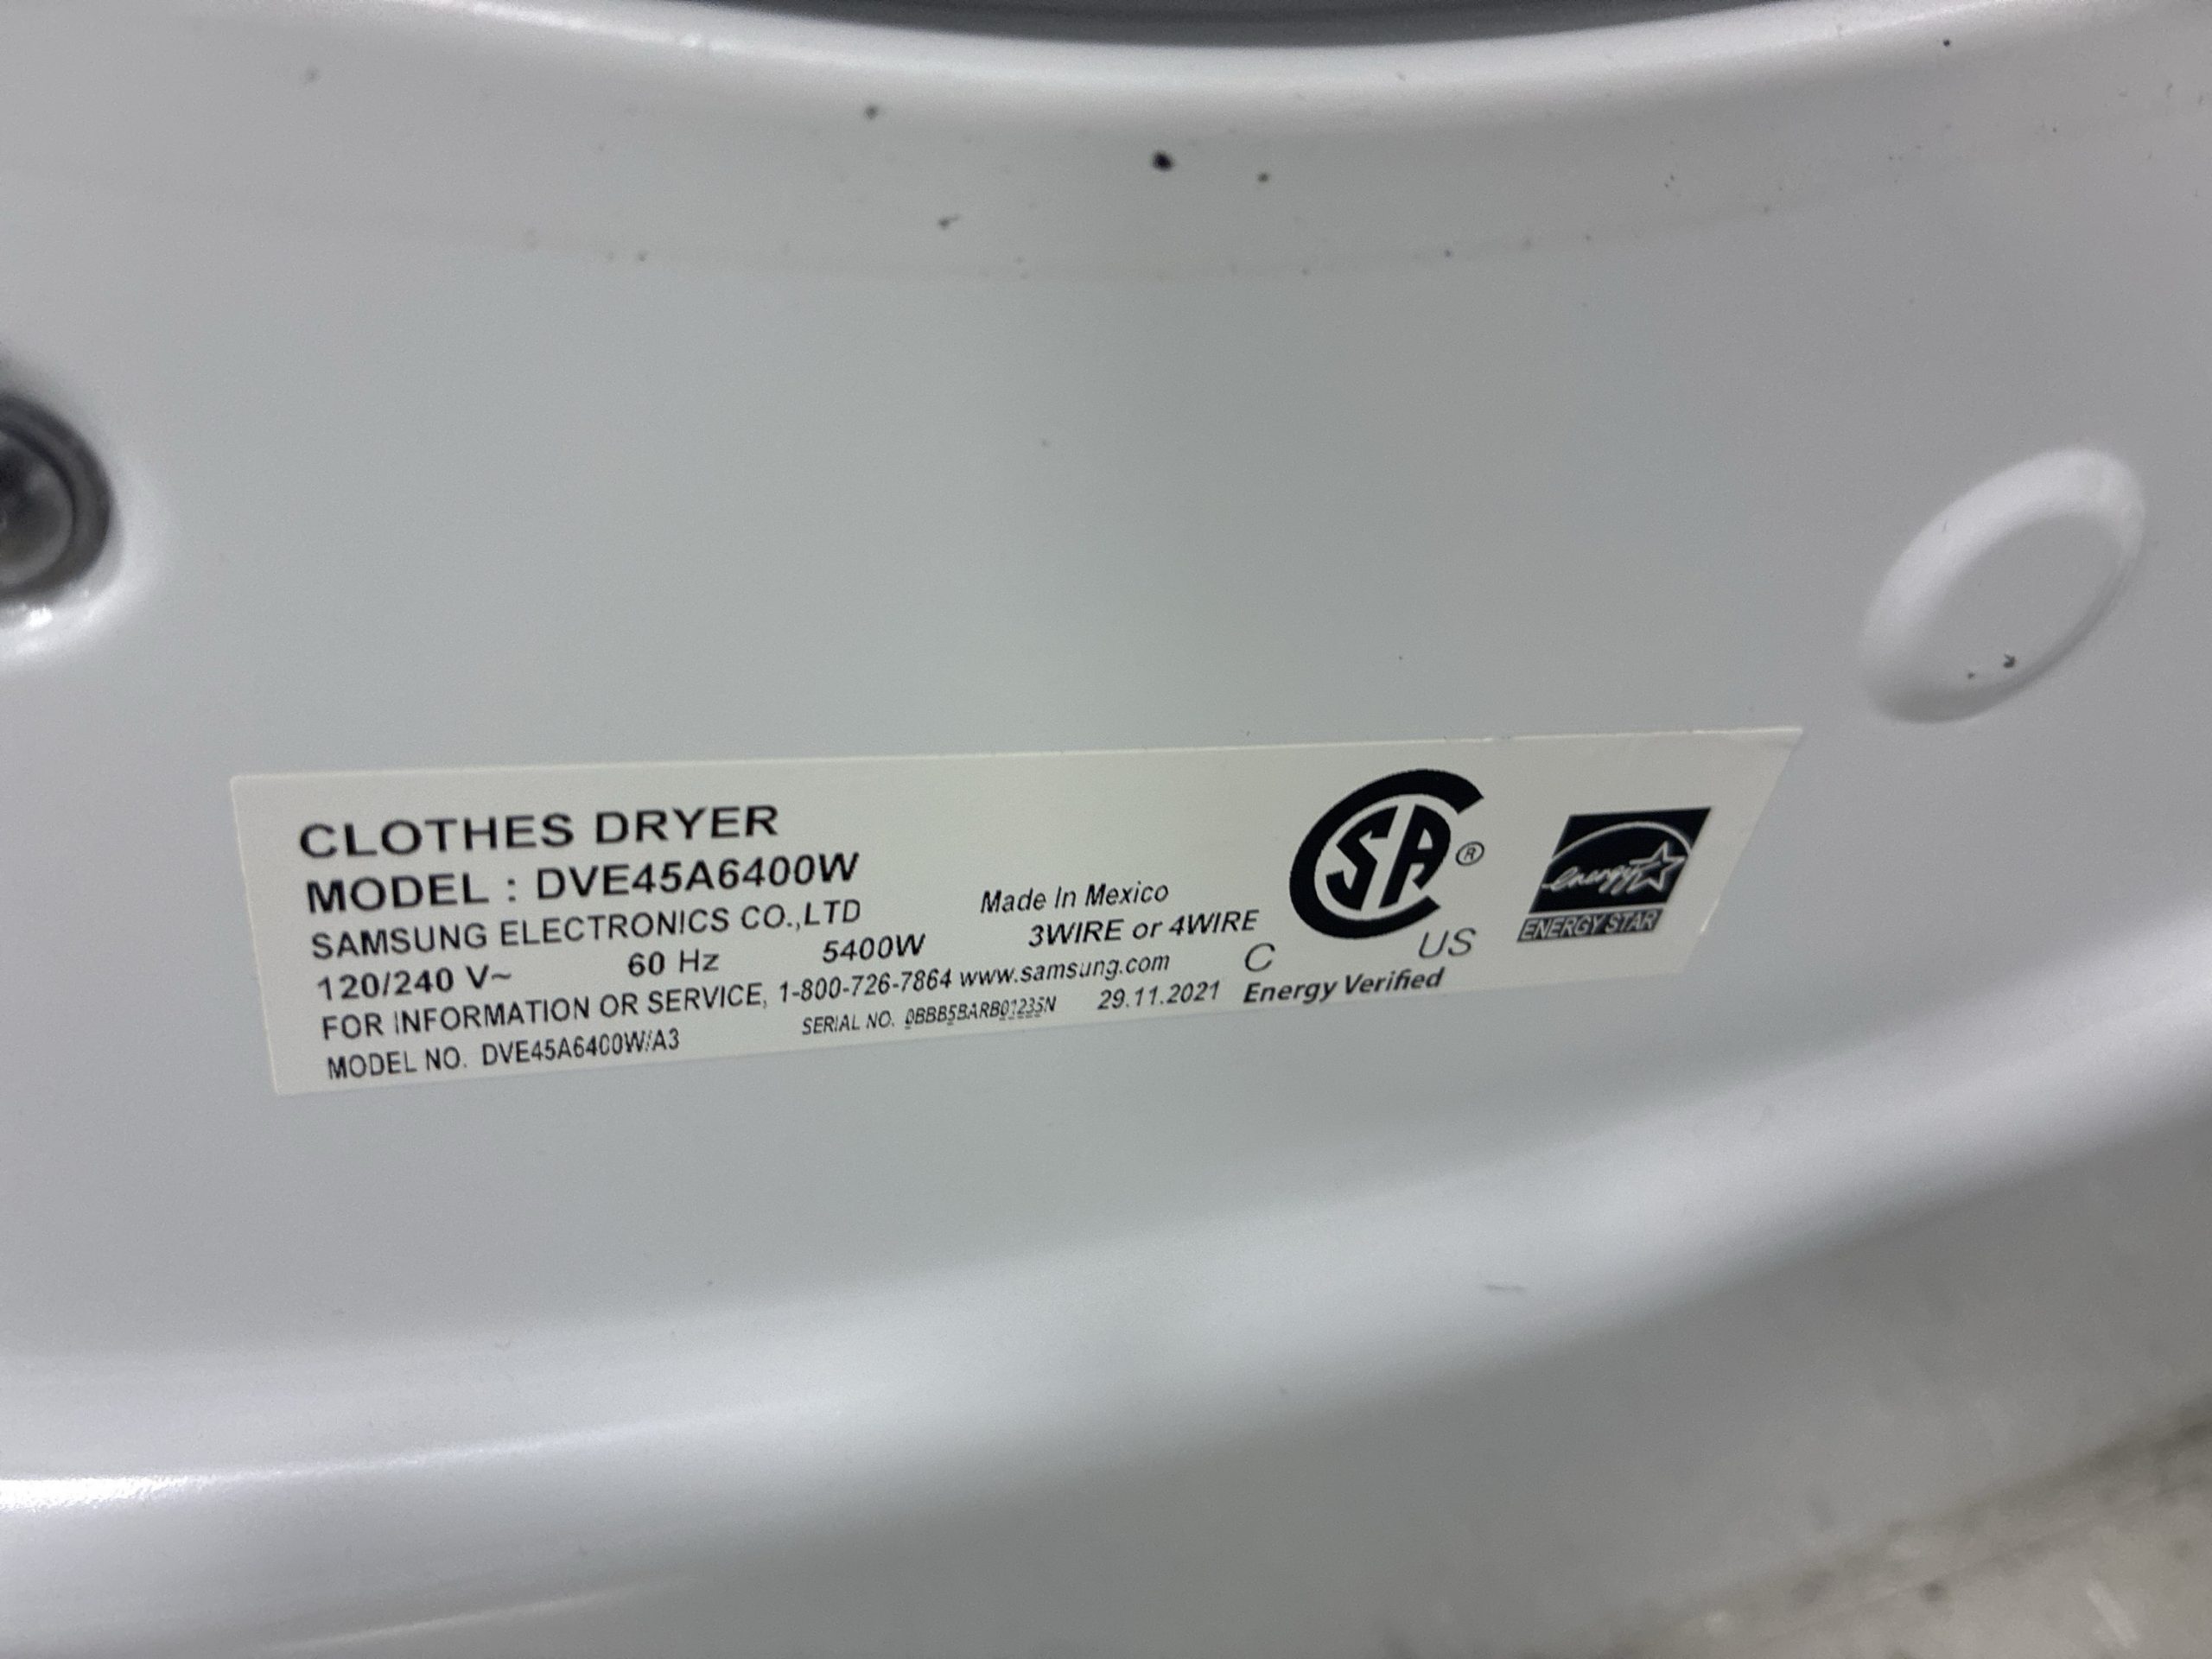 CLOTHES DRYER
MODEL : DVE45A6400W
SAMSUNG ELECTRONICS CO.,LTD
Made In Mexico
120/240 V~ 60 Hz 5400W 3WIRE or 4WIRE
FOR INFORMATION OR SERVICE, 1-800-726-7864 www.samsung.com
MODEL NO. DVE45A6400W/A3 SERIAL NO. 0BBB5BARB01235N 29.11.2021
SA ®
C US
Energy Verified
energy
ENERGY STAR